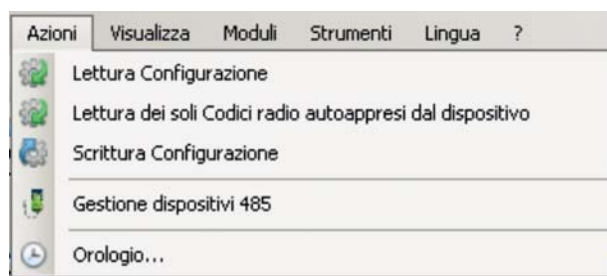 Azioni Visualizza Moduli Strumenti Lingua ?
Lettura Configurazione
Lettura dei soli Codici radio autoappresi dal dispositivo
Scrittura Configurazione
Gestione dispositivi 485
Orologio...